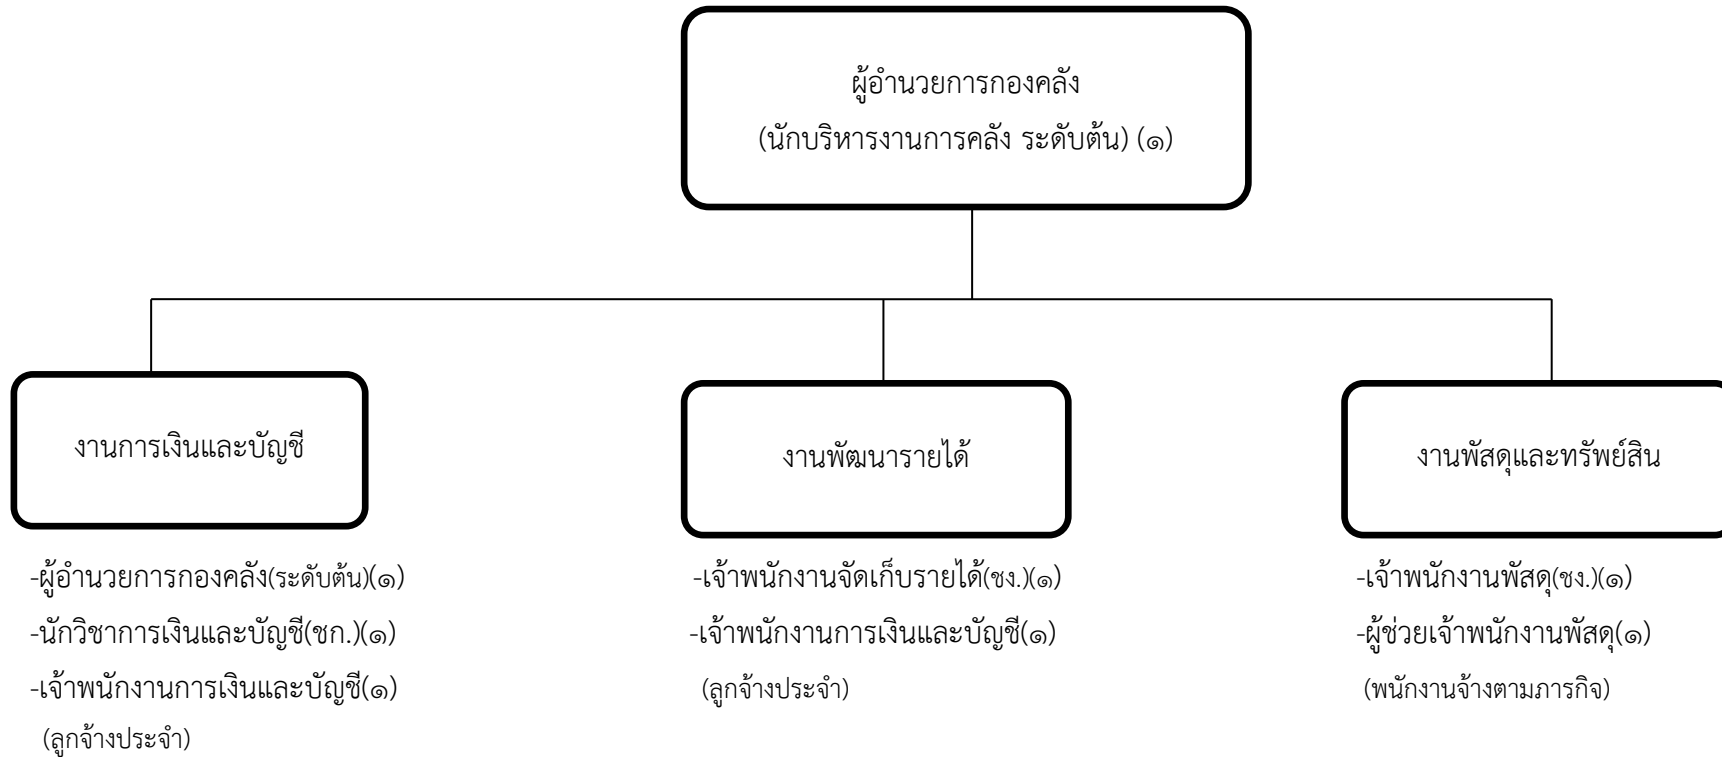 ผู้อำนวยการกองคลัง
(นักบริหารงานการคลัง ระดับต้น) (๑)
งานการเงินและบัญชี
-ผู้อำนวยการกองคลัง(ระดับต้น)(๑)
-นักวิชาการเงินและบัญชี(ชก.)(๑)
-เจ้าพนักงานการเงินและบัญชี(๑)
(ลูกจ้างประจำ)
งานพัฒนารายได้
-เจ้าพนักงานจัดเก็บรายได้(ชง.)(๑)
-เจ้าพนักงานการเงินและบัญชี(๑)
(ลูกจ้างประจำ)
งานพัสดุและทรัพย์สิน
-เจ้าพนักงานพัสดุ(ชง.)(๑)
-ผู้ช่วยเจ้าพนักงานพัสดุ(๑)
(พนักงานจ้างตามภารกิจ)